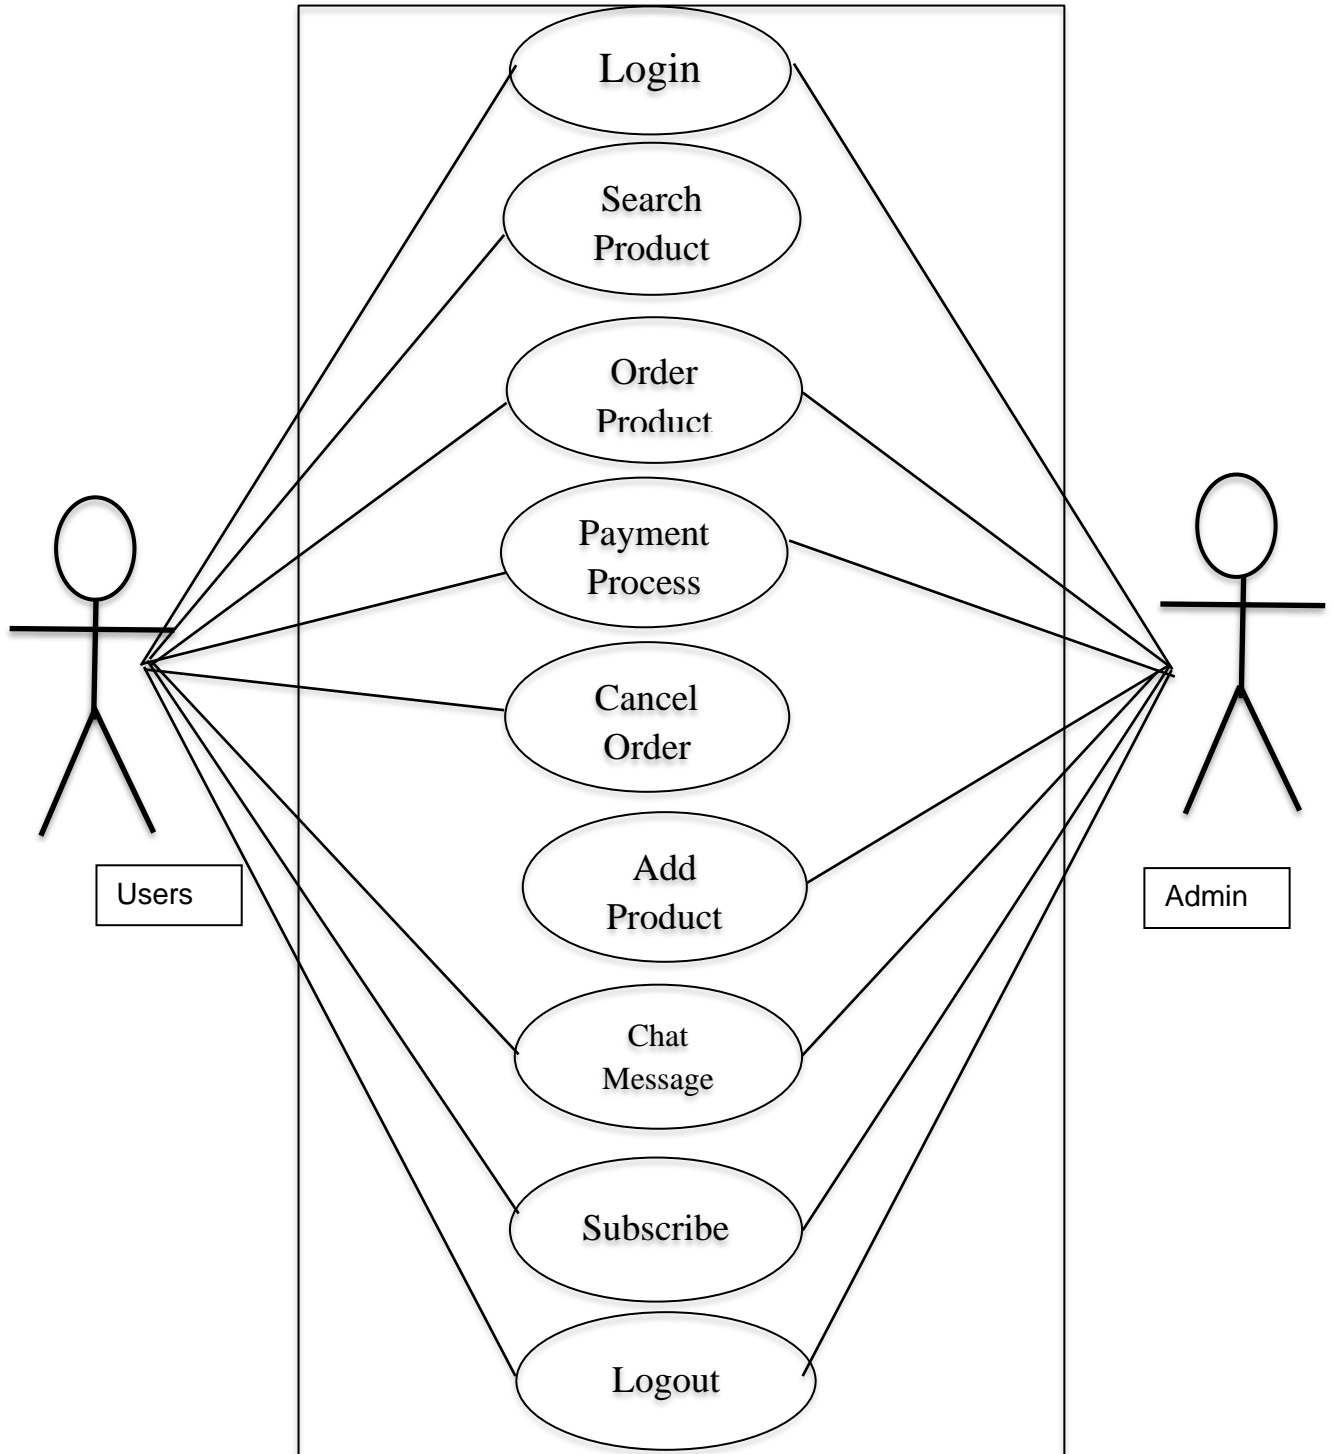 Login
Search
Product
Order
Product
Payment
Process
Cancel
Order
Add
Product
Users
Admin
Chat
Message
Subscribe
Logout